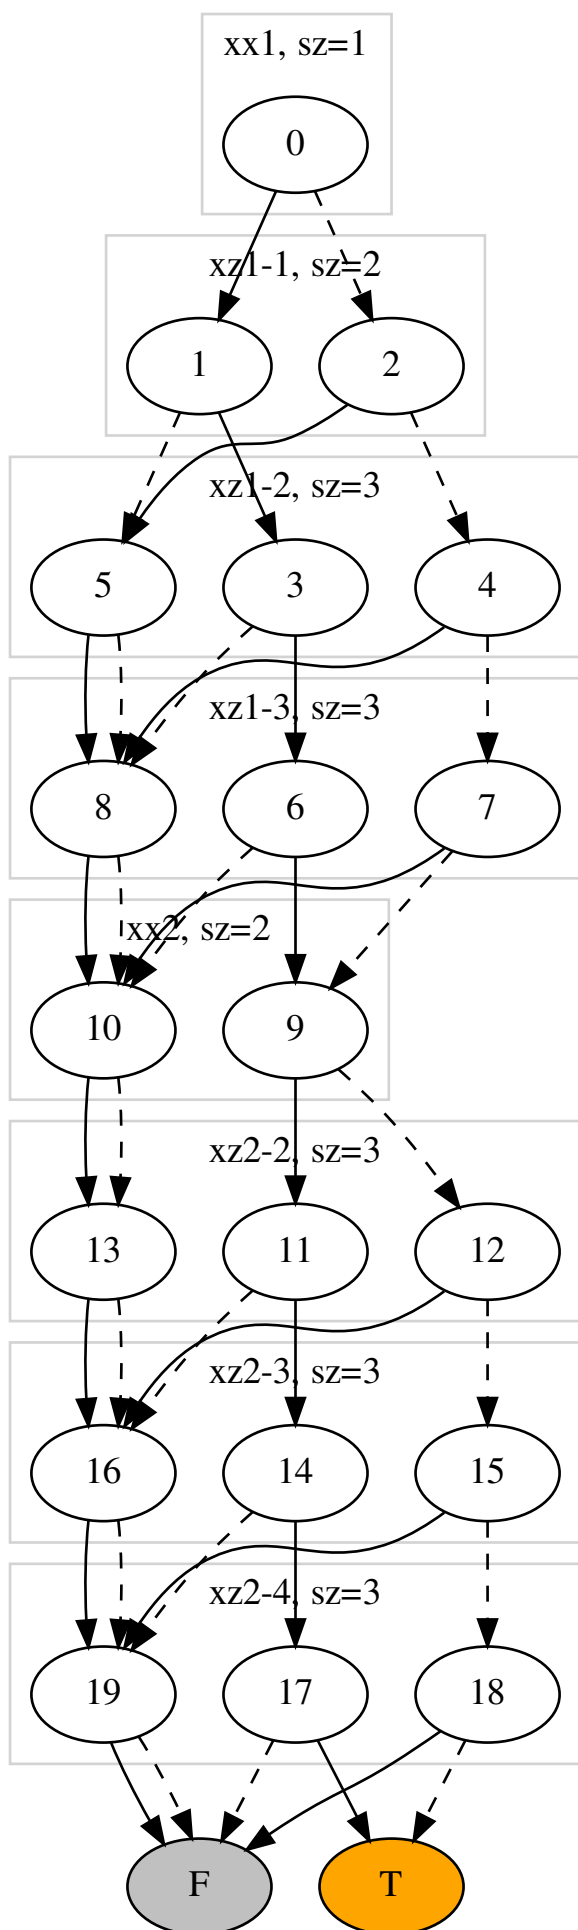 xx1, sz=1
0
xz1-1, sz=2
1 2
xz1-2, sz=3
5 3 4
xz1-3, sz=3
8 6 7
xx2, sz=2
10 9
xz2-2, sz=3
13 11 12
xz2-3, sz=3
16 14 15
xz2-4, sz=3
19 17 18
F T